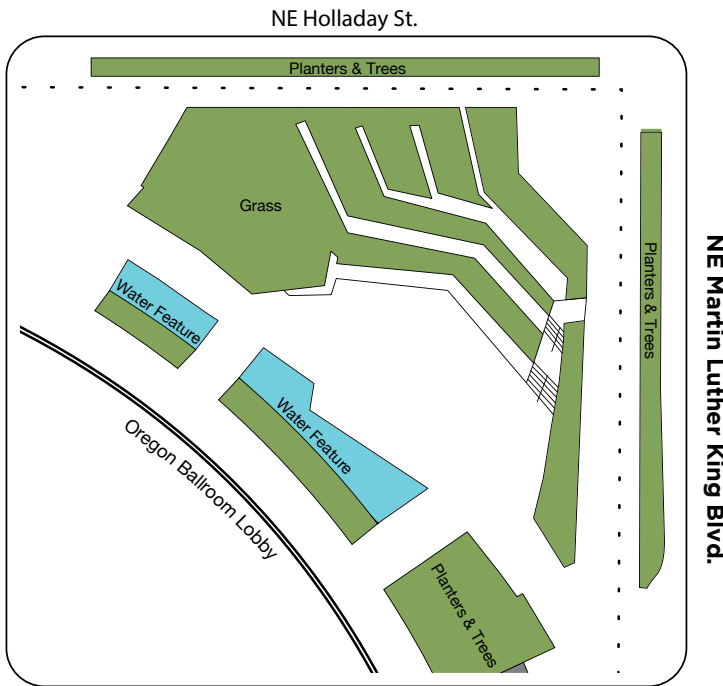 NE Holladay St.
Planters & Trees
Grass
Planters & Trees
NE Martin Luther King Blvd.
Water Feature
Water Feature
Oregon Ballroom Lobby
Planters & Trees